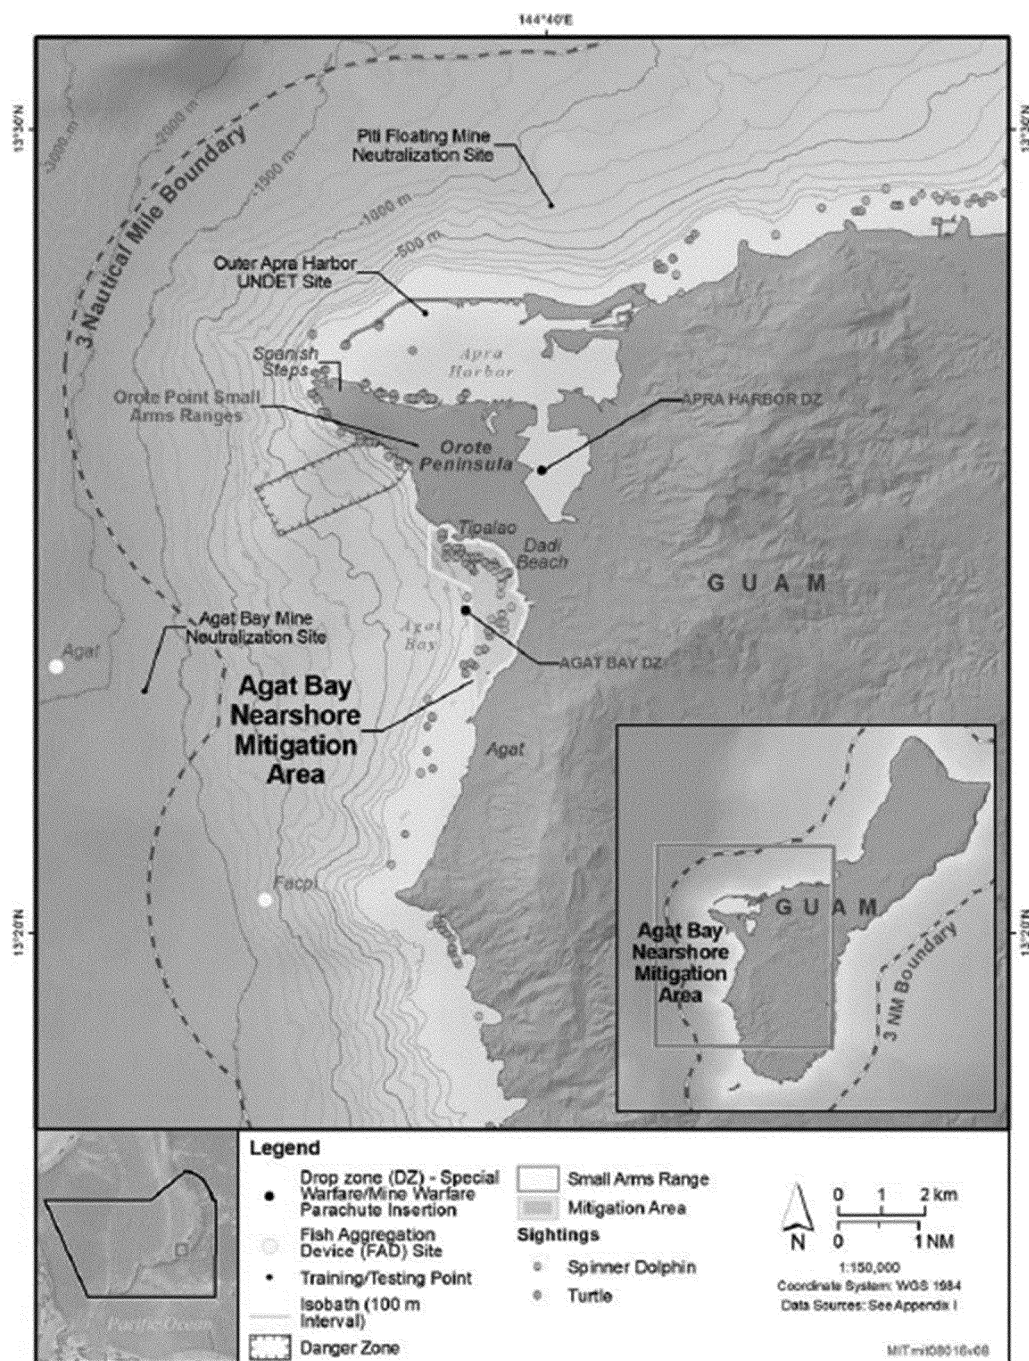 144°40'E
13°30'N
13°30'N
-3000 m
-2000 m
-1500 m
-1000 m
-500 m
3 Nautical Mile Boundary
Piti Floating Mine
Neutralization Site
Outer Apra Harbor
UNDET Site
Spanish
Steps
Apra
Harbor
Orote Point Small
Arms Ranges
APRA HARBOR DZ
Orote
Peninsula
Tipalao
Dadi
Beach
GUAM
Agat Bay Mine
Neutralization Site
Agat
Agat
Bay
AGAT BAY DZ
Agat Bay
Nearshore
Mitigation
Area
Agat
Facpi
13°20'N
13°20'N
GUAM
Agat Bay
Nearshore
Mitigation
Area
3 NM Boundary
Pacific Ocean
Legend
Drop zone (DZ) - Special
Warfare/Mine Warfare
Parachute Insertion
Fish Aggregation
Device (FAD) Site
Training/Testing Point
Isobath (100 m
Interval)
Danger Zone
Small Arms Range
Mitigation Area
Sightings
Spinner Dolphin
Turtle
N
0 1 2 km
0 1 NM
1:150,000
Coordinate System: WGS 1984
Data Sources: See Appendix I
MITmit08016v08